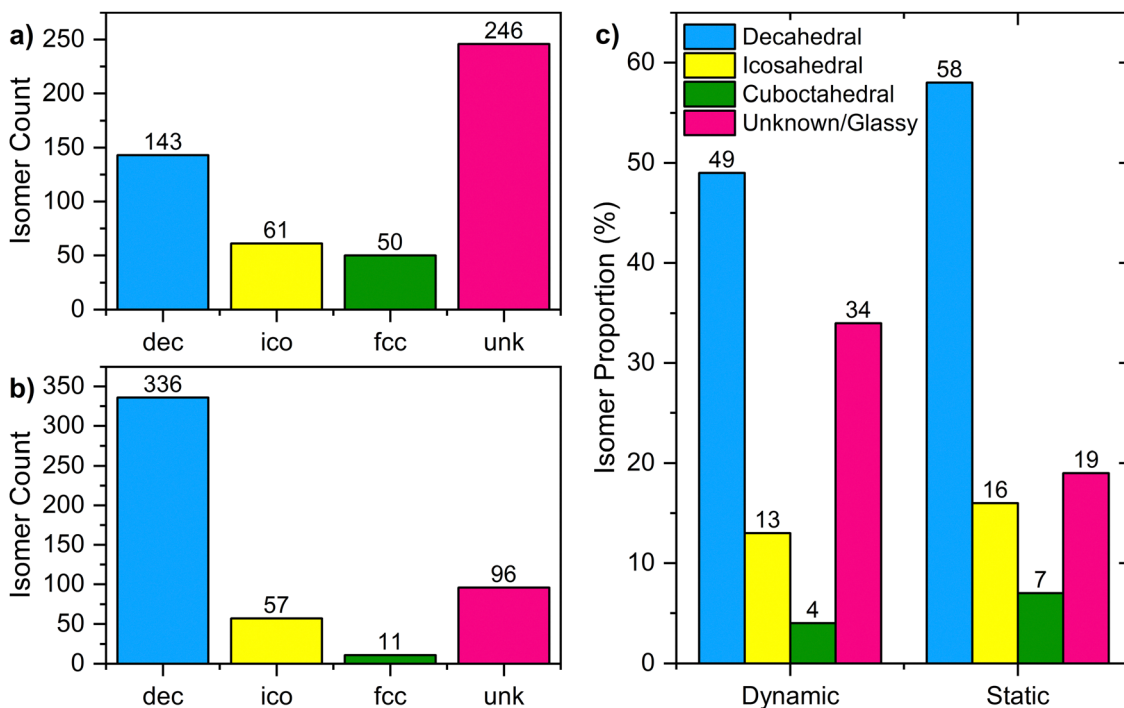 a)
Isomer Count
250
200
150
100
50
0
143
61
50
246
dec ico fcc unk
b)
Isomer Count
350
300
250
200
150
100
50
0
336
57
11
96
dec ico fcc unk
c)
Decahedral
Icosahedral
Cuboctahedral
Unknown/Glassy
Isomer Proportion (%)
60
50
40
30
20
10
0
49
13
4
34
58
16
7
19
Dynamic Static